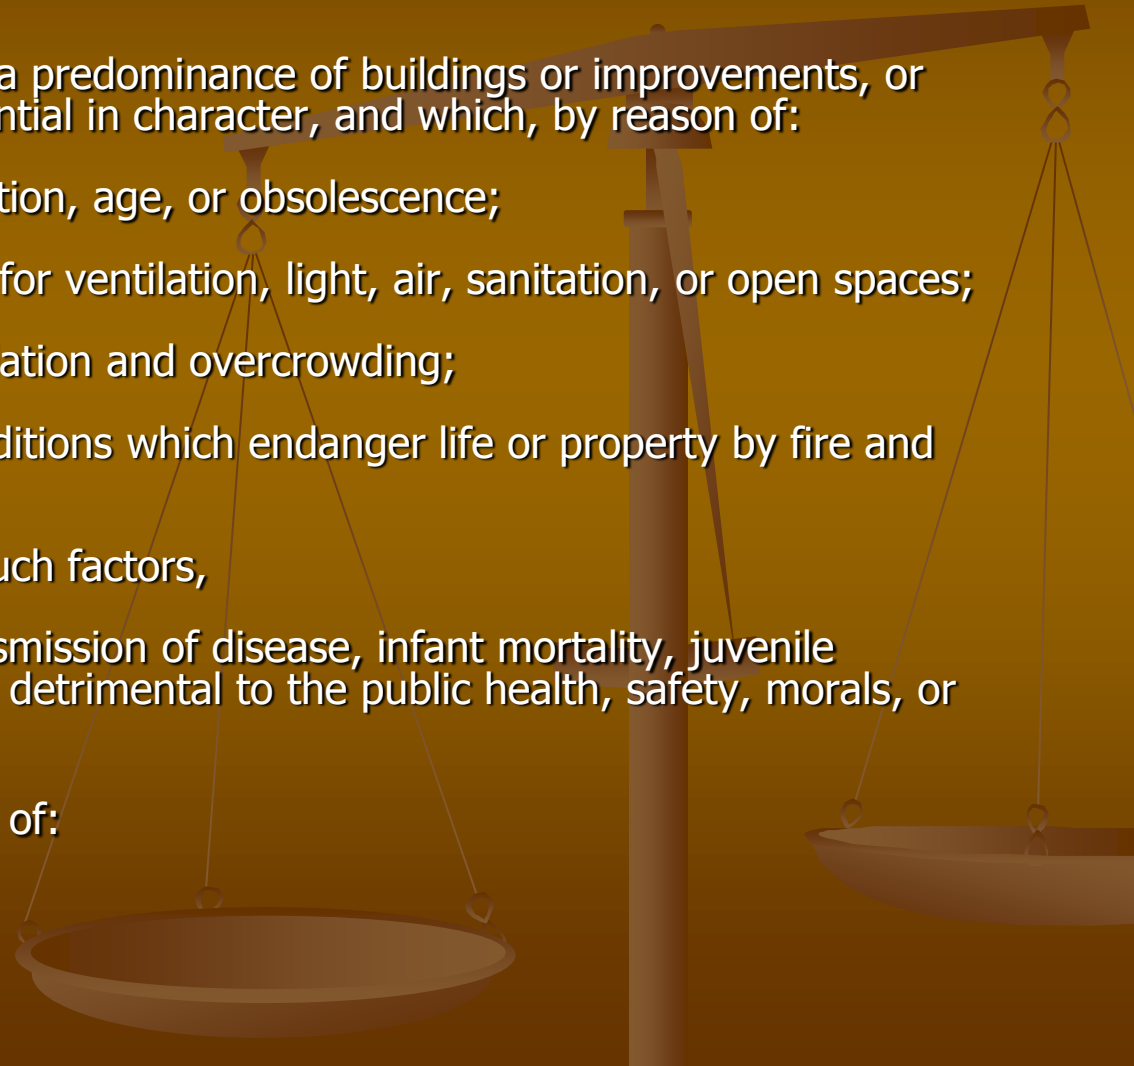 a predominance of buildings or improvements, or
ntial in character, and which, by reason of:
tion, age, or obsolescence;
for ventilation, light, air, sanitation, or open spaces;
lation and overcrowding;
ditions which endanger life or property by fire and
uch factors,
smission of disease, infant mortality, juvenile
detrimental to the public health, safety, morals, or
of: